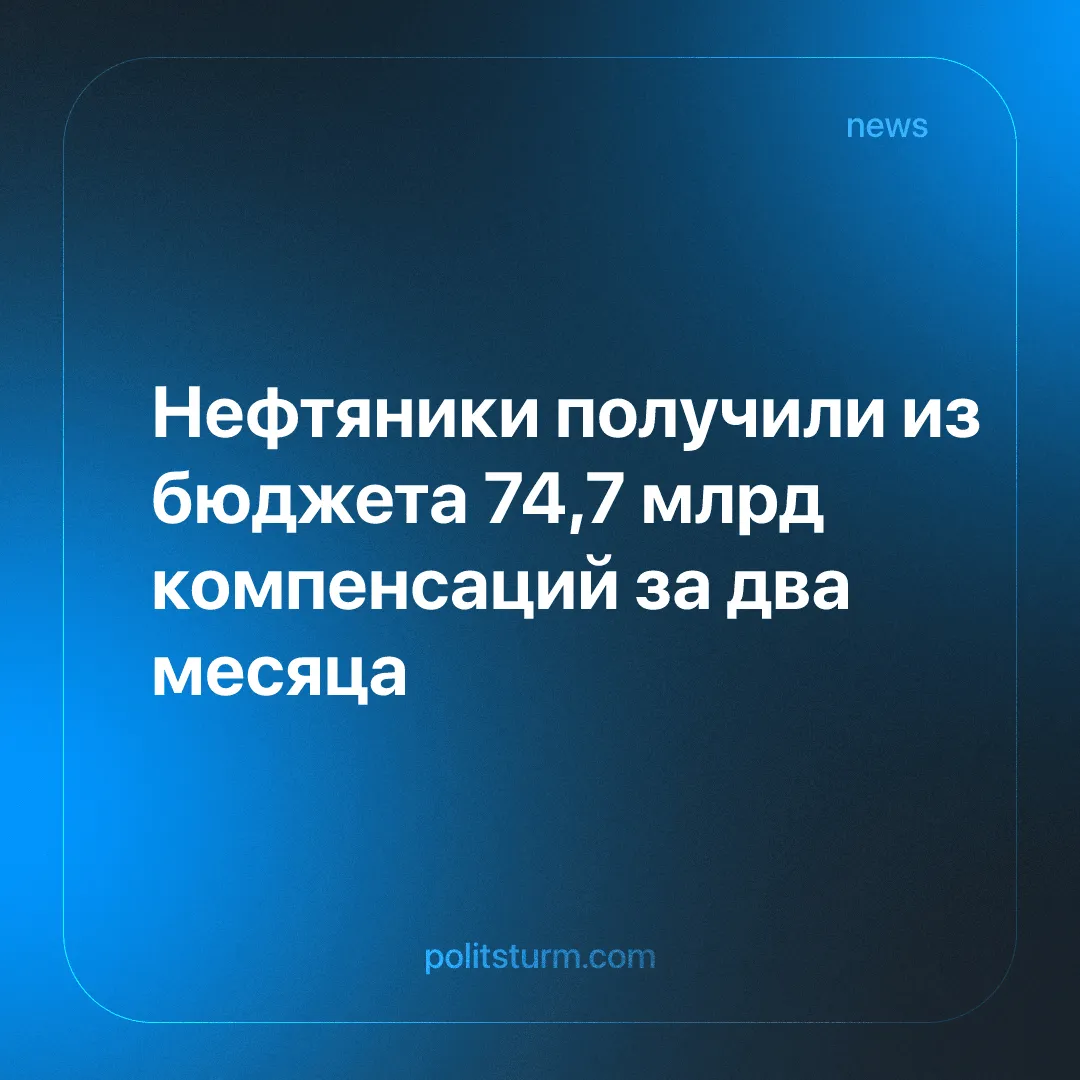 news
Нефтяники получили из
бюджета 74,7 млрд
компенсаций за два
месяца
politsturm.com